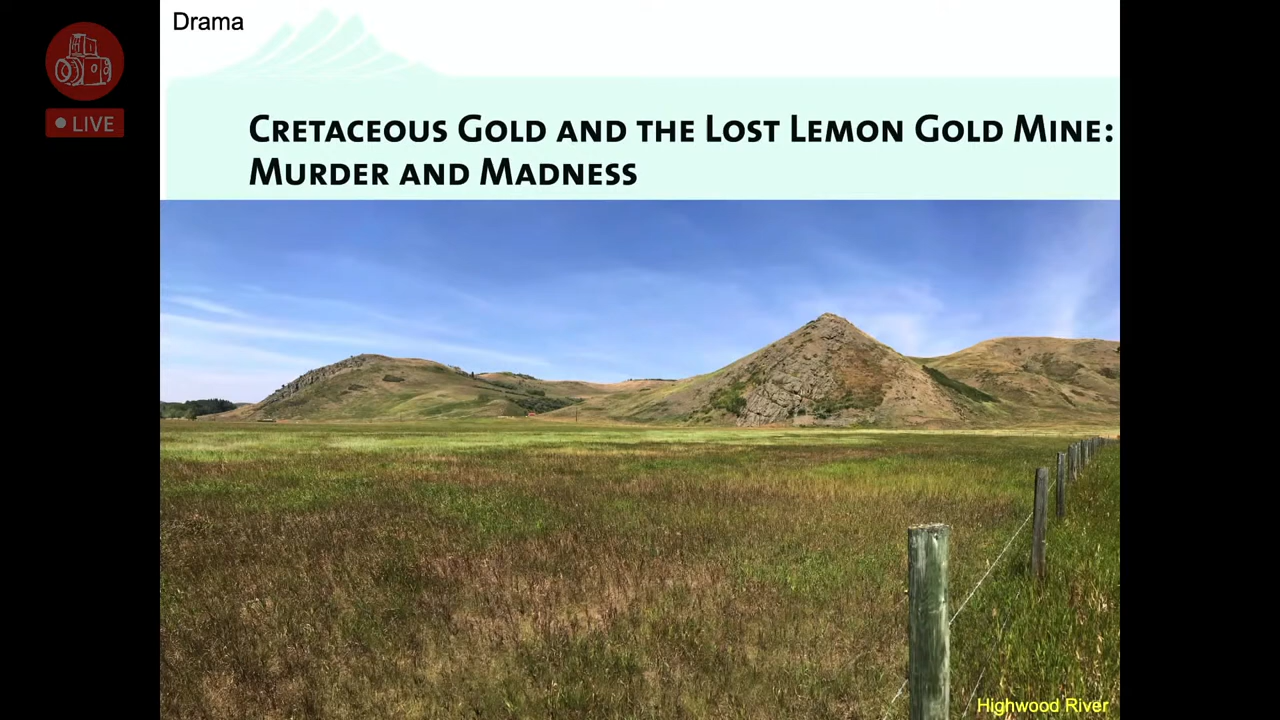 Drama
LIVE
CRETACEOUS GOLD AND THE LOST LEMON GOLD MINE:
MURDER AND MADNESS
Highwood River